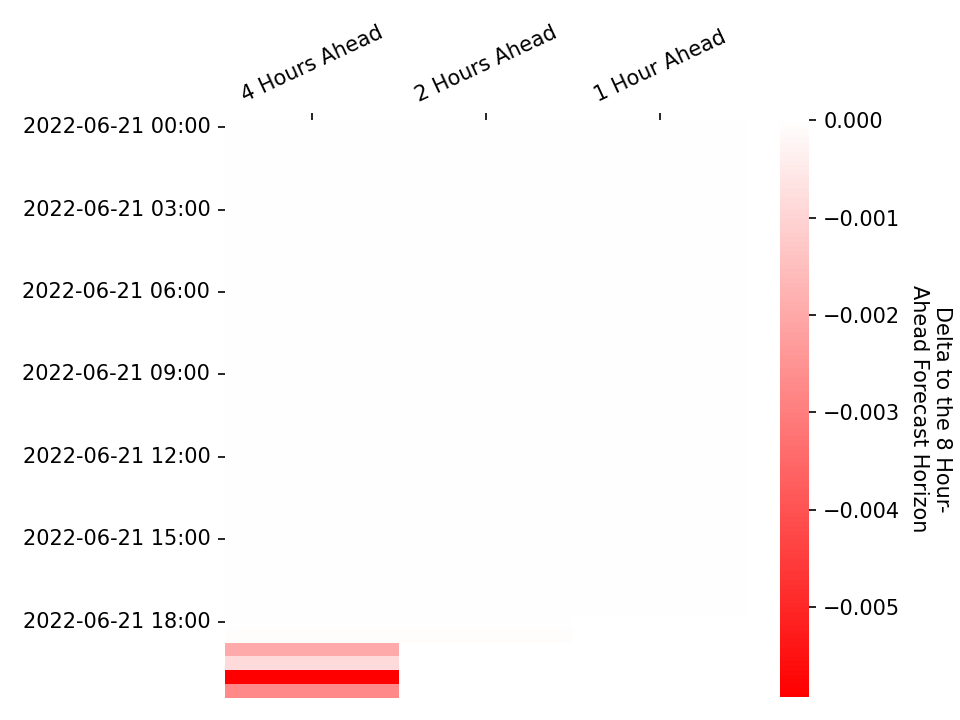 4 Hours Ahead
2 Hours Ahead
1 Hour Ahead
2022-06-21 00:00
2022-06-21 03:00
2022-06-21 06:00
2022-06-21 09:00
2022-06-21 12:00
2022-06-21 15:00
2022-06-21 18:00
0.000
−0.001
−0.002
−0.003
−0.004
−0.005
Delta to the 8 Hour-
Ahead Forecast Horizon